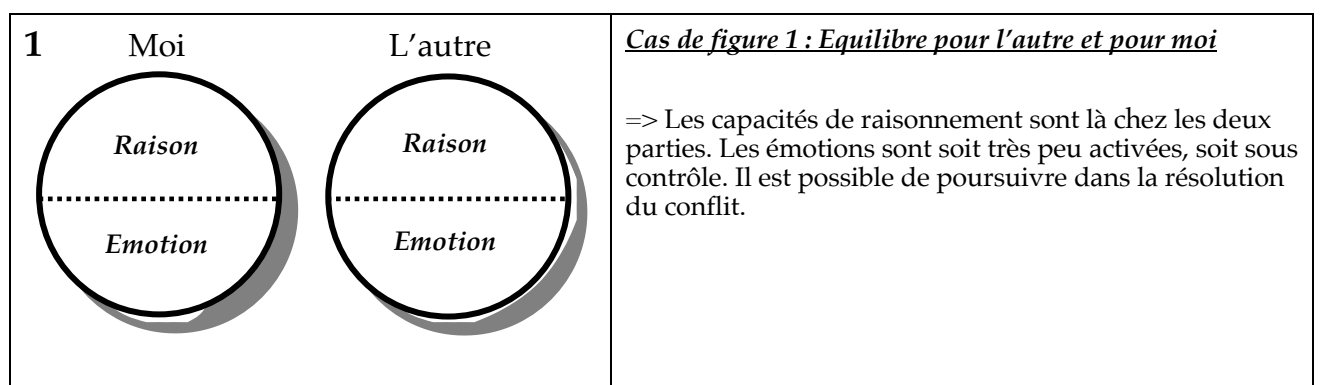 1 Moi L'autre
Raison Raison
Emotion Emotion
Cas de figure 1 : Equilibre pour l'autre et pour moi
=> Les capacités de raisonnement sont là chez les deux
parties. Les émotions sont soit très peu activées, soit sous
contrôle. Il est possible de poursuivre dans la résolution
du conflit.